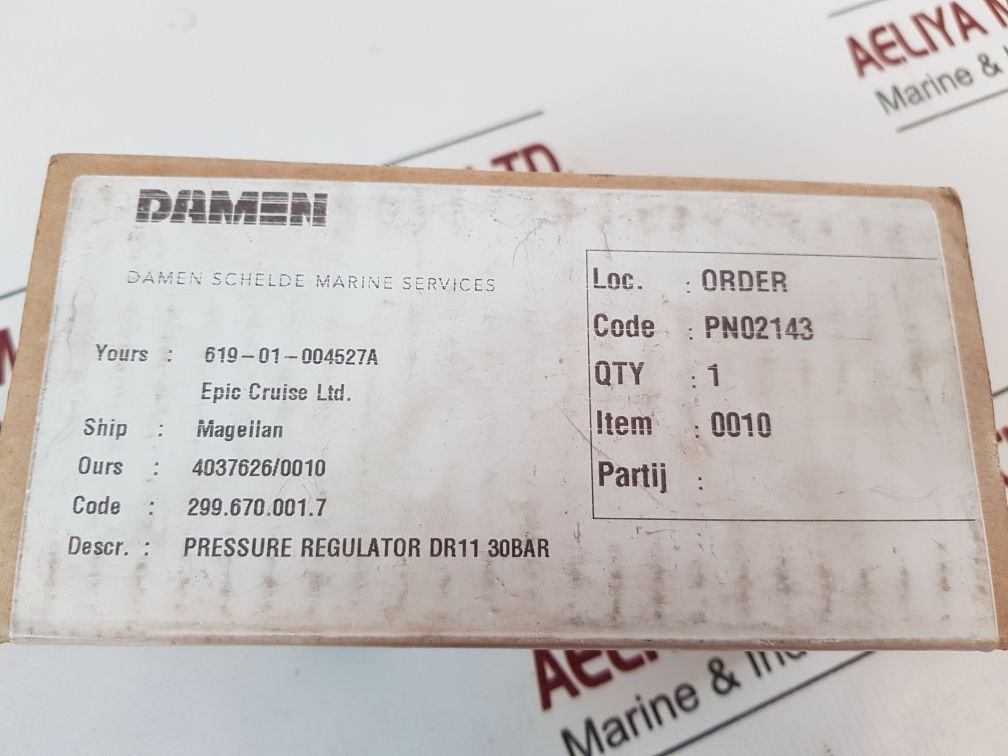 AELIYA M
Marine &
LTD.
DAMEN
DAMEN SCHELDE MARINE SERVICES
Yours : 619-01-004527A
Epic Cruise Ltd.
Ship : Magellan
Ours : 4037626/0010
Code : 299.670.001.7
Descr. : PRESSURE REGULATOR DR11 30BAR
Loc. : ORDER
Code : PN02143
QTY : 1
Item : 0010
Partij :
Marine &